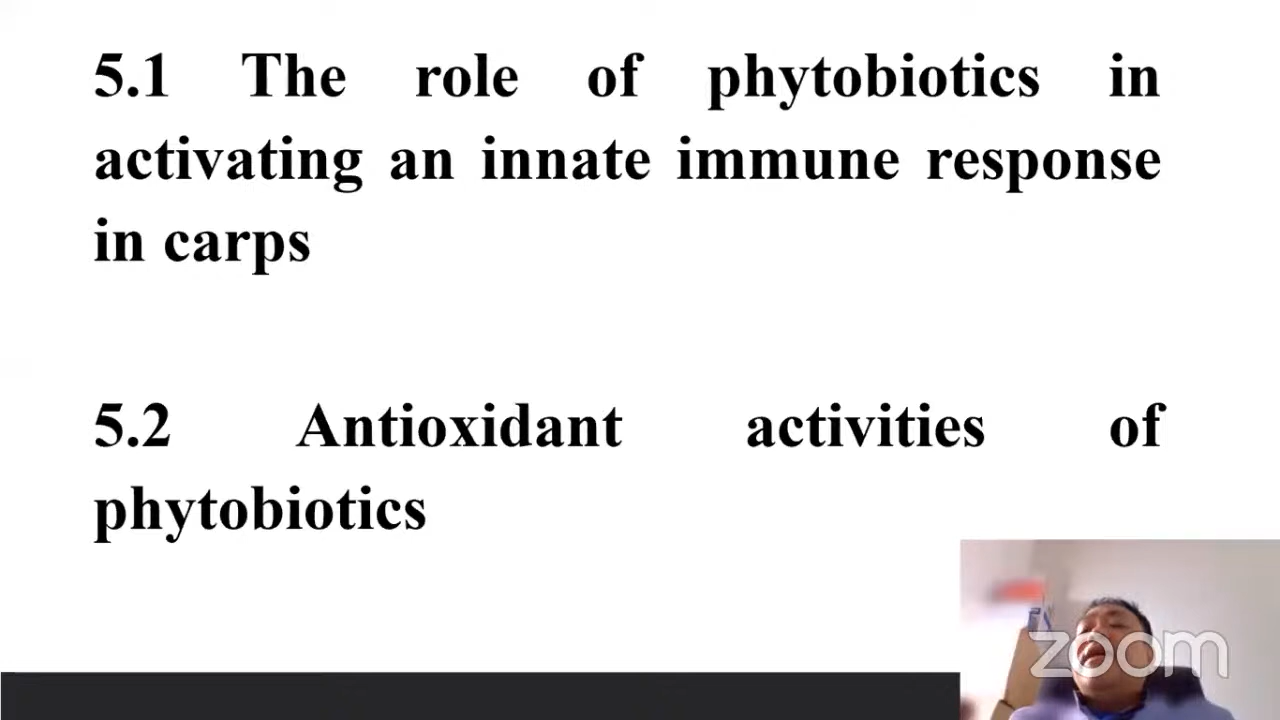 5.1 The role of phytobiotics in
activating an innate immune response
in carps
5.2 Antioxidant activities of
phytobiotics
zoom